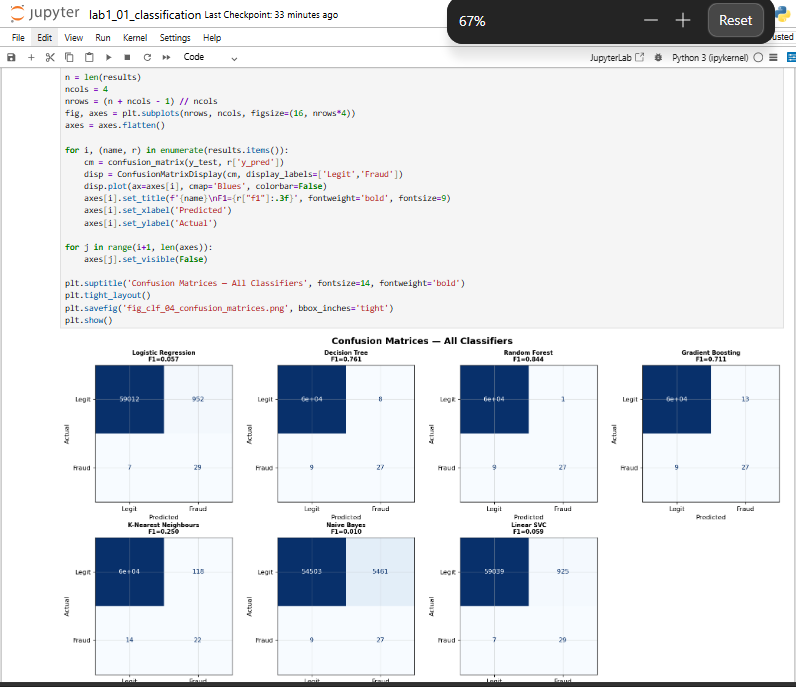 jupyter lab1_01_classification Last Checkpoint: 33 minutes ago
67%
Reset
File Edit View Run Kernel Settings Help
usted
Code
JupyterLab
Python 3 (ipykernel)
n = len(results)
ncols = 4
nrows = (n + ncols - 1) // ncols
fig, axes = plt.subplots(nrows, ncols, figsize=(16, nrows*4))
axes = axes.flatten()
for i, (name, r) in enumerate(results.items()):
cm = confusion_matrix(y_test, r['y_pred'])
disp = ConfusionMatrixDisplay(cm, display_labels=['Legit','Fraud'])
disp.plot(ax=axes[i], cmap='Blues', colorbar=False)
axes[i].set_title(f'{name}\nF1={r["f1"]:.3f}', fontweight='bold', fontsize=9)
axes[i].set_xlabel('Predicted')
axes[i].set_ylabel('Actual')
for j in range(i+1, len(axes)):
axes[j].set_visible(False)
plt.suptitle('Confusion Matrices — All Classifiers', fontsize=14, fontweight='bold')
plt.tight_layout()
plt.savefig('fig_clf_04_confusion_matrices.png', bbox_inches='tight')
plt.show()
Confusion Matrices — All Classifiers
Logistic Regression
F1=0.057
Legit
59012
952
Actual
Fraud
7
29
Legit
Fraud
Predicted
Decision Tree
F1=0.761
Legit
6e+04
8
Actual
Fraud
9
27
Legit
Fraud
Predicted
Random Forest
F1=0.844
Legit
6e+04
1
Actual
Fraud
9
27
Legit
Fraud
Predicted
Gradient Boosting
F1=0.711
Legit
6e+04
13
Actual
Fraud
9
27
Legit
Fraud
Predicted
K-Nearest Neighbours
F1=0.250
Legit
6e+04
118
Actual
Fraud
14
22
Legit
Fraud
Naive Bayes
F1=0.010
Legit
54503
5461
Actual
Fraud
9
27
Legit
Fraud
Linear SVC
F1=0.059
Legit
59039
925
Actual
Fraud
7
29
Legit
Fraud